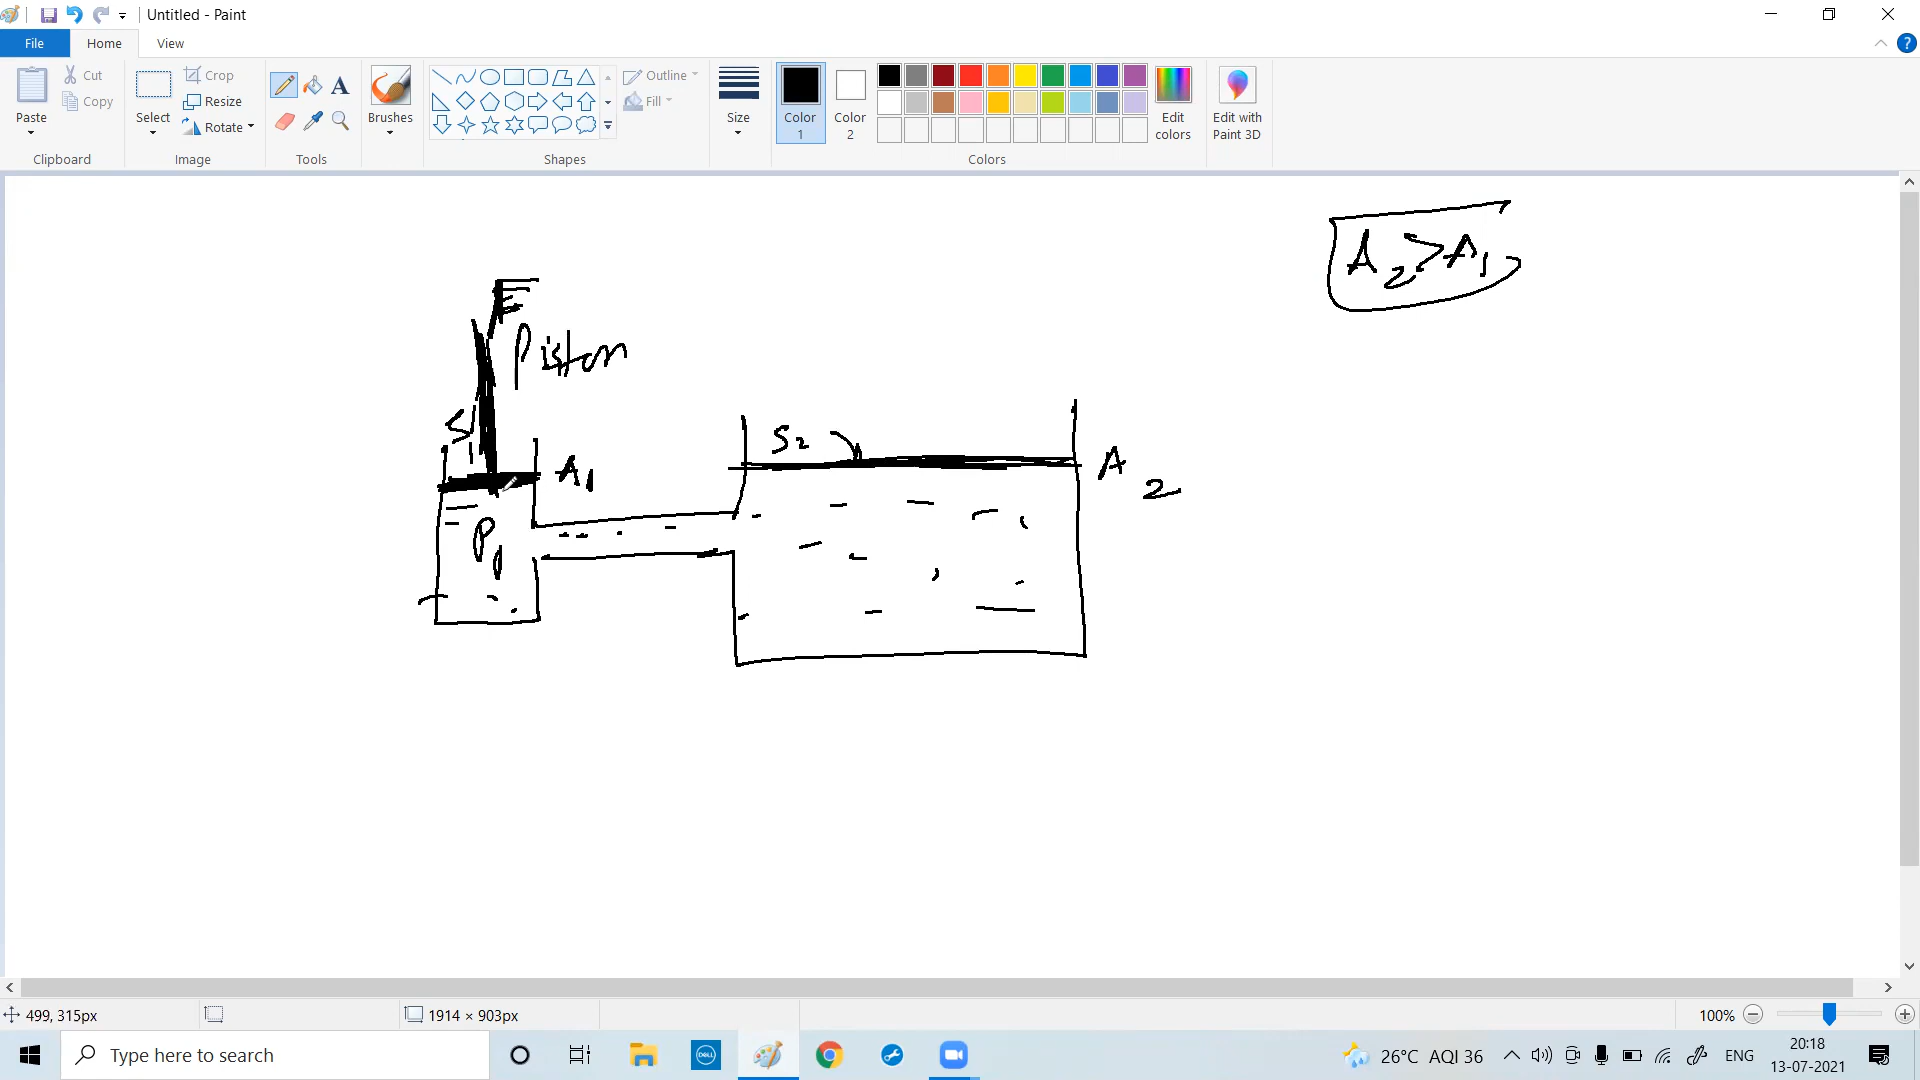 Untitled - Paint
File Home View
Paste
Cut
Copy
Clipboard
Select
Crop
Resize
Rotate
Image
Tools
Brushes
Shapes
Outline
Fill
Size
Color 1
Color 2
Colors
Edit colors
Edit with Paint 3D
A2>A1
Piston
S1
A1
S2
A2
P1
499, 315px
1914 × 903px
100%
Type here to search
DELL
26°C AQI 36
ENG
20:18
13-07-2021